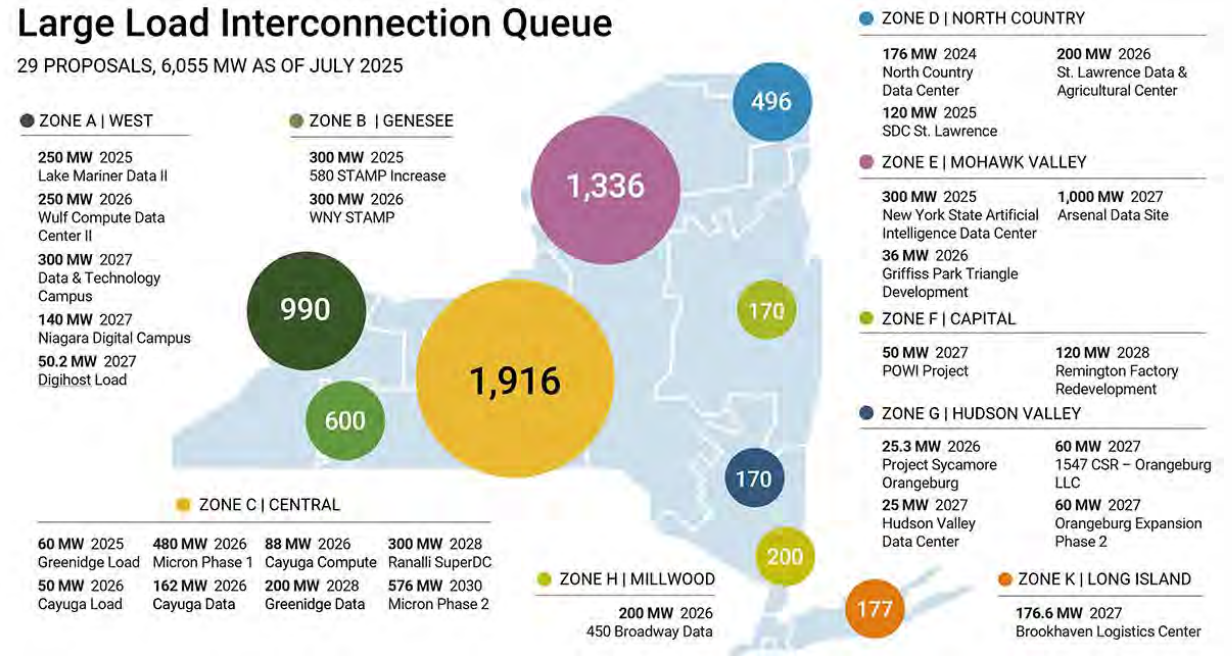 Large Load Interconnection Queue
29 PROPOSALS, 6,055 MW AS OF JULY 2025
ZONE A | WEST
250 MW 2025
Lake Mariner Data II
250 MW 2026
Wulf Compute Data
Center II
300 MW 2027
Data & Technology
Campus
140 MW 2027
Niagara Digital Campus
50.2 MW 2027
Digihost Load
ZONE B | GENESEE
300 MW 2025
580 STAMP Increase
300 MW 2026
WNY STAMP
496
1,336
990
170
1,916
600
170
200
177
ZONE C | CENTRAL
60 MW 2025
Greenidge Load
50 MW 2026
Cayuga Load
480 MW 2026
Micron Phase 1
162 MW 2026
Cayuga Data
88 MW 2026
Cayuga Compute
200 MW 2028
Greenidge Data
300 MW 2028
Ranalli SuperDC
576 MW 2030
Micron Phase 2
ZONE D | NORTH COUNTRY
176 MW 2024
North Country
Data Center
120 MW 2025
SDC St. Lawrence
200 MW 2026
St. Lawrence Data &
Agricultural Center
ZONE E | MOHAWK VALLEY
300 MW 2025
New York State Artificial
Intelligence Data Center
36 MW 2026
Griffiss Park Triangle
Development
1,000 MW 2027
Arsenal Data Site
ZONE F | CAPITAL
50 MW 2027
POWI Project
120 MW 2028
Remington Factory
Redevelopment
ZONE G | HUDSON VALLEY
25.3 MW 2026
Project Sycamore
Orangeburg
25 MW 2027
Hudson Valley
Data Center
60 MW 2027
1547 CSR – Orangeburg
LLC
60 MW 2027
Orangeburg Expansion
Phase 2
ZONE H | MILLWOOD
200 MW 2026
450 Broadway Data
ZONE K | LONG ISLAND
176.6 MW 2027
Brookhaven Logistics Center